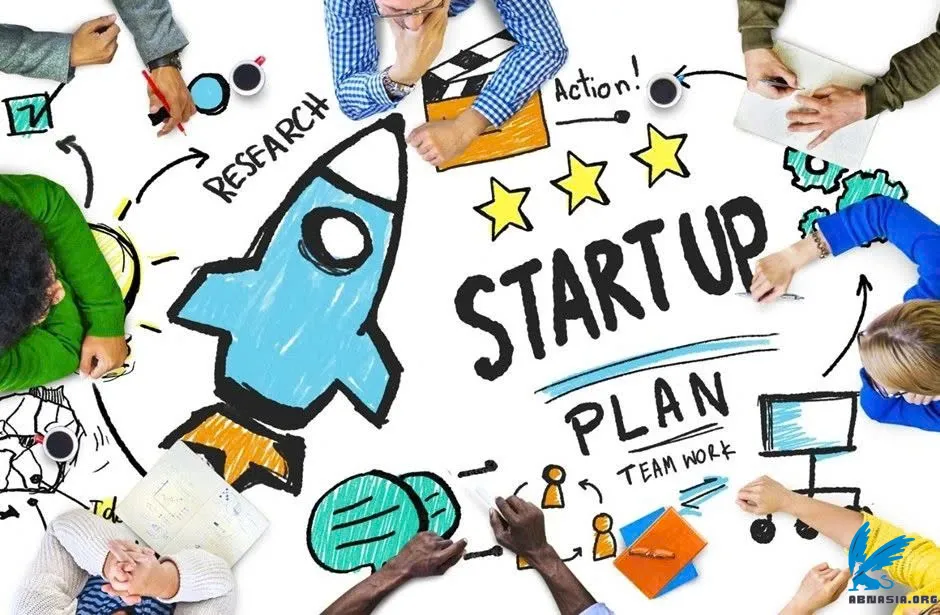 RESEARCH
Action!
START UP
PLAN
TEAM WORK
ABNASIA.ORG